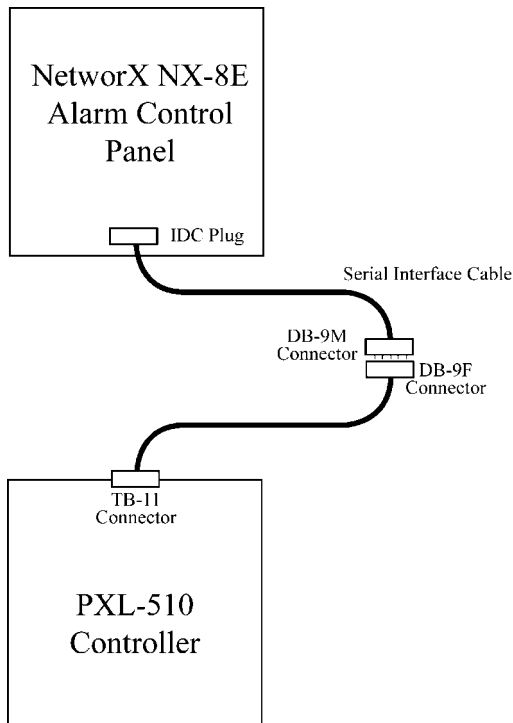 NetworX NX-8E
Alarm Control
Panel
IDC Plug
Serial Interface Cable
DB-9M
Connector
DB-9F
Connector
TB-11
Connector
PXL-510
Controller